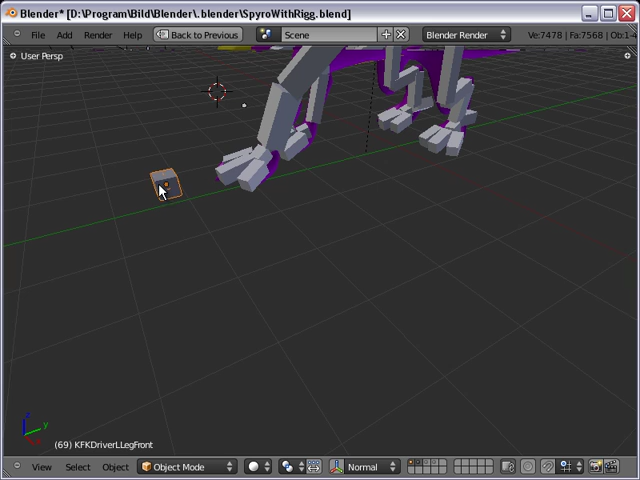 Blender* [D:\Program\Bild\Blender\.blender\SpyroWithRigg.blend]
File Add Render Help Back to Previous Scene Blender Render Ve:7478 | Fa:7568 | Ob:1-4
User Persp
z
y
(69) KFKDriverLLegFront
View Select Object Object Mode Normal